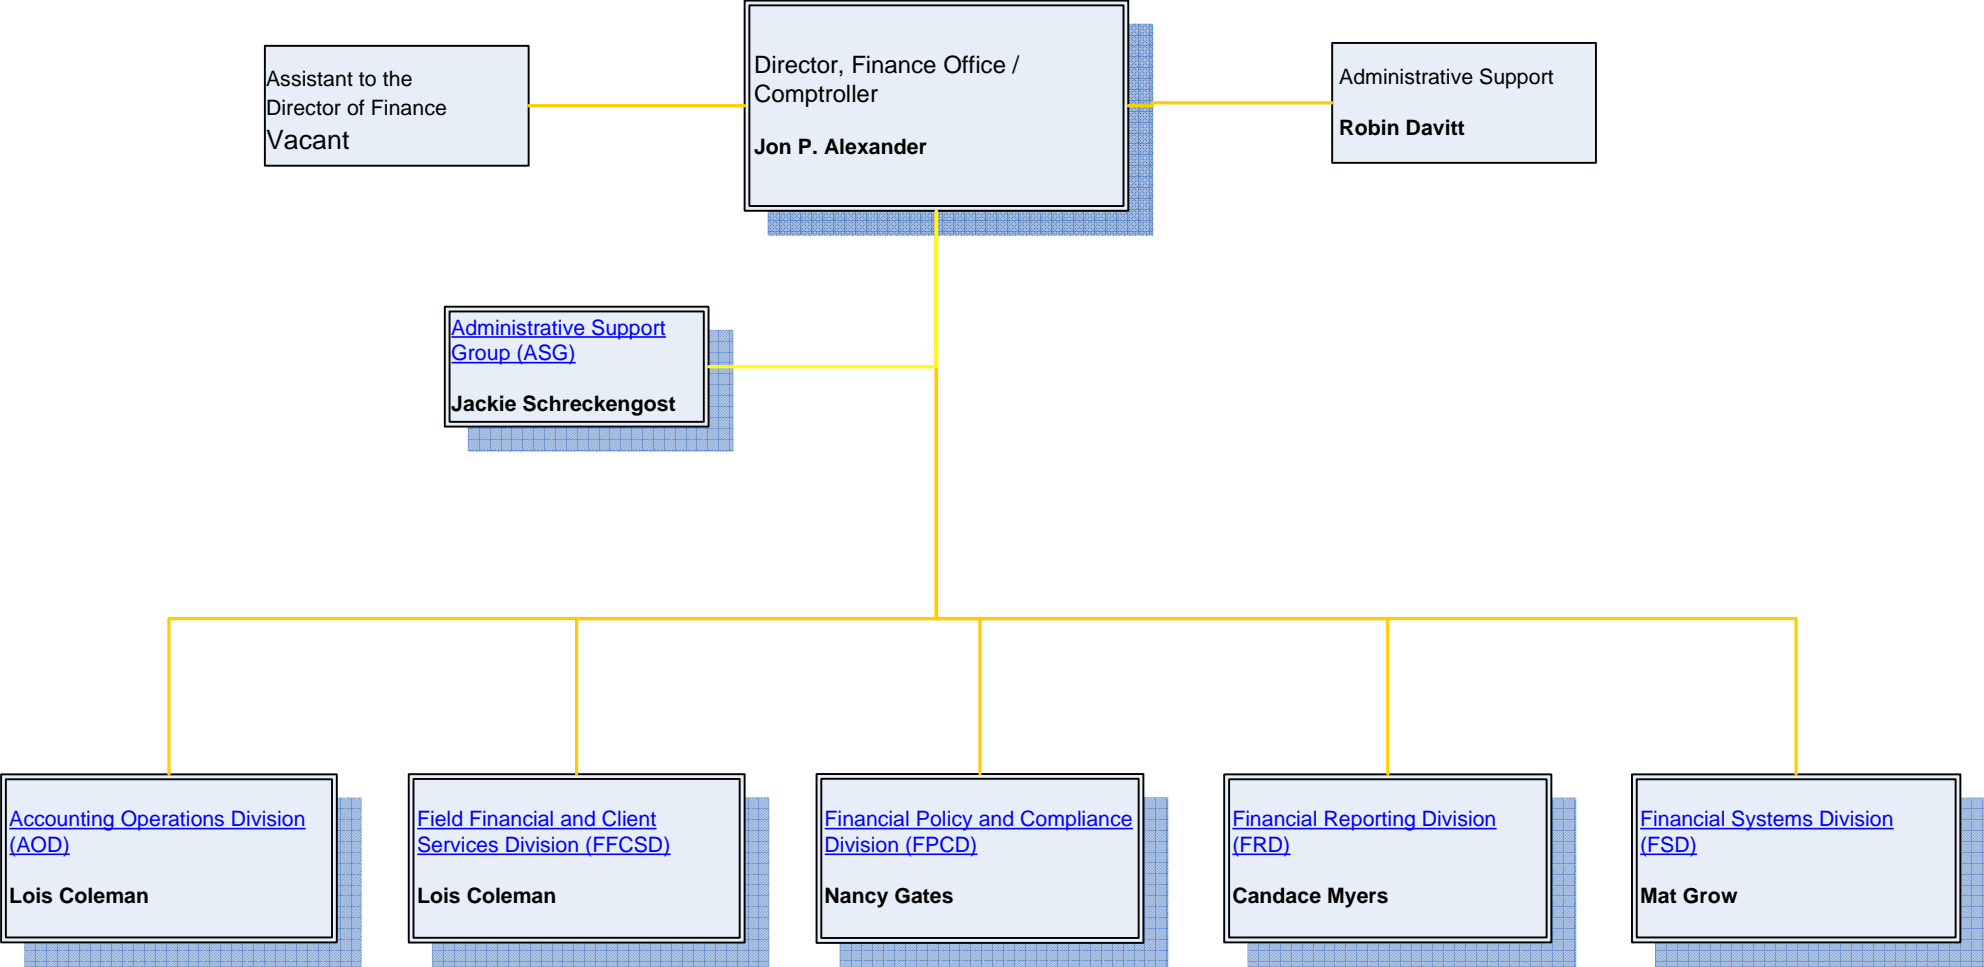 Assistant to the
Director of Finance
Vacant
Director, Finance Office /
Comptroller
Jon P. Alexander
Administrative Support
Robin Davitt
Administrative Support
Group (ASG)
Jackie Schreckengost
Accounting Operations Division
(AOD)
Lois Coleman
Field Financial and Client
Services Division (FFCSD)
Lois Coleman
Financial Policy and Compliance
Division (FPCD)
Nancy Gates
Financial Reporting Division
(FRD)
Candace Myers
Financial Systems Division
(FSD)
Mat Grow